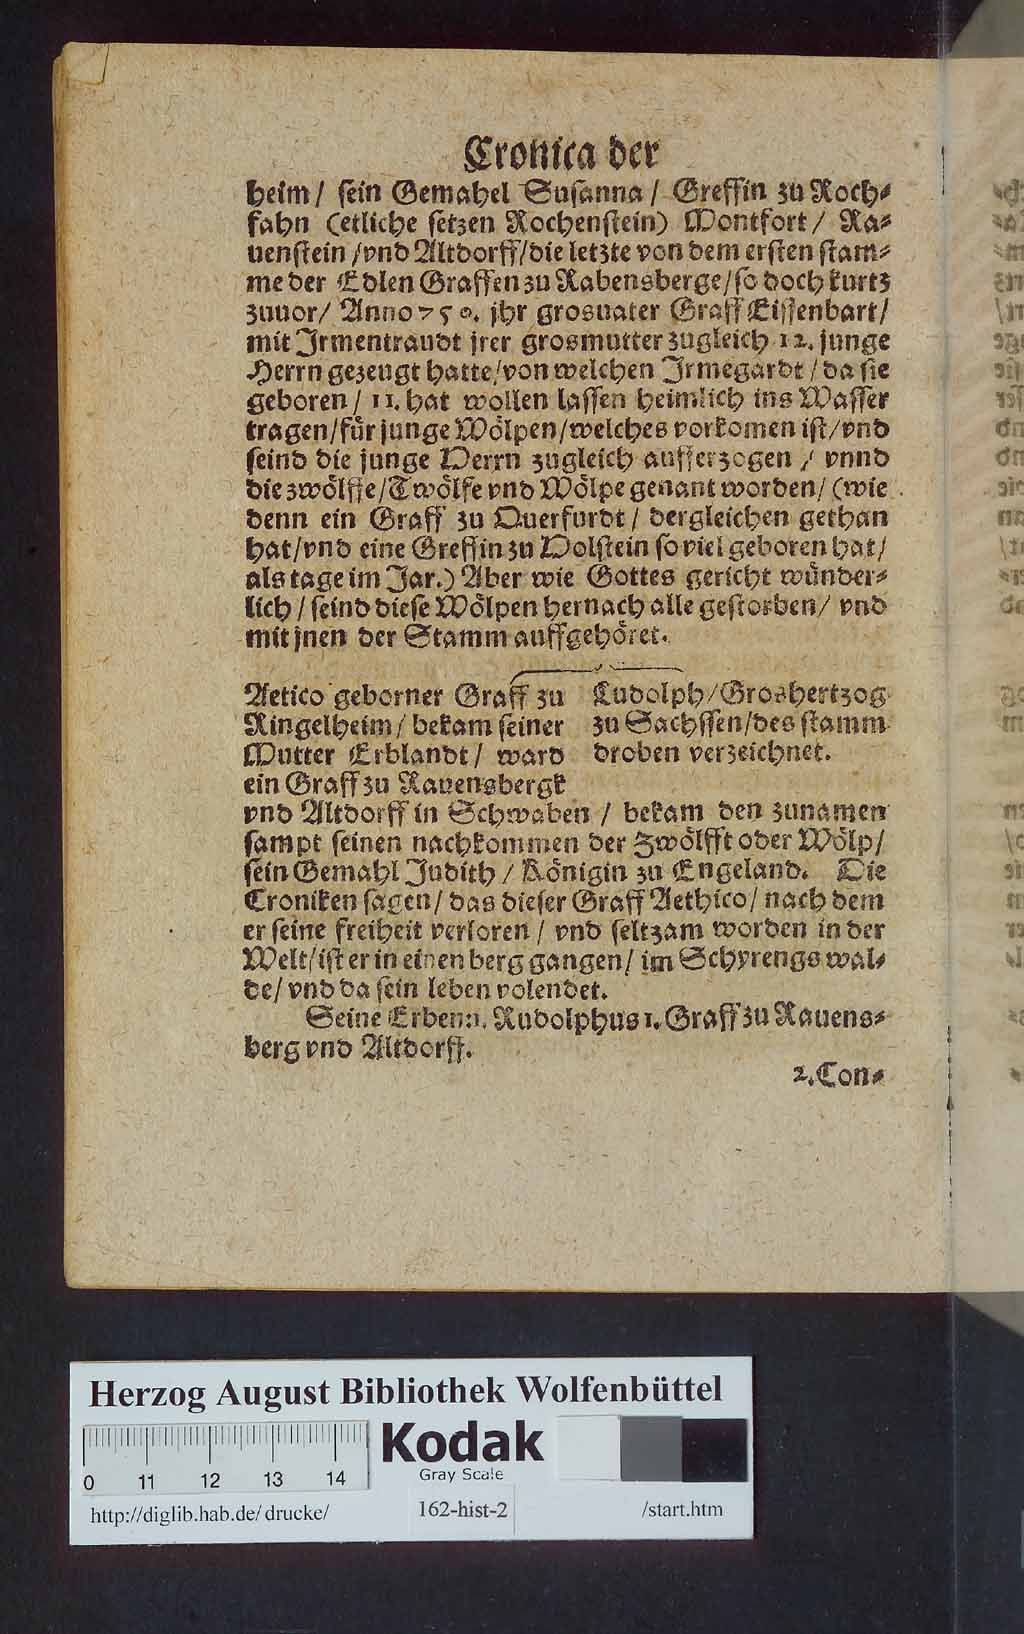 Cronica der
heim / sein Gemahel Susanna / Greffin zu Roch⸗
fahn (etliche setzen Rochenstein) Montfort / Ra⸗
uenstein / vnd Altdorff / die letzte von dem ersten stam⸗
me der Edlen Graffen zu Rabensberge / so doch kurtz
zuuor / Anno 750. jhr grosuater Graff Eissenbart /
mit Irmentraudt jrer grosmutter zugleich 12. junge
Herrn gezeugt hatte / von welchen Irmegardt / da sie
geboren / 11. hat wollen lassen heimlich ins Wasser
tragen / für junge Wölpen / welches vorkomen ist / vnd
seind die junge Herrn zugleich aufferzogen / vnnd
die zwölffe / Twölfe vnd Wölpe genant worden / (wie
denn ein Graff zu Querfurdt / dergleichen gethan
hat / vnd eine Greffin zu Holstein so viel geboren hat /
als tage im Jar.) Aber wie Gottes gericht wünder⸗
lich / seind diese Wölpen hernach alle gestorben / vnd
mit jnen der Stamm auffgehöret.
Aetico geborner Graff zu
Ringelheim / bekam seiner
Mutter Erblandt / ward
ein Graff zu Rauensbergk
Ludolph / Groshertzog
zu Sachssen / des stamm
droben verzeichnet.
vnd Altdorff in Schwaben / bekam den zunamen
sampt seinen nachkommen der Zwölfft oder Wölp /
sein Gemahl Judith / Königin zu Engeland. Die
Croniken sagen / das dieser Graff Aethico / nach dem
er seine freiheit verloren / vnd seltzam worden in der
Welt / ist er in einen berg gangen / im Schyrengs wal⸗
de / vnd da sein leben volendet.
Seine Erbenn. Rudolphus 1. Graff zu Rauens⸗
berg vnd Altdorff.
2. Con⸗
Herzog August Bibliothek Wolfenbüttel
Kodak
Gray Scale
0 11 12 13 14
http://diglib.hab.de/drucke/ 162-hist-2 /start.htm